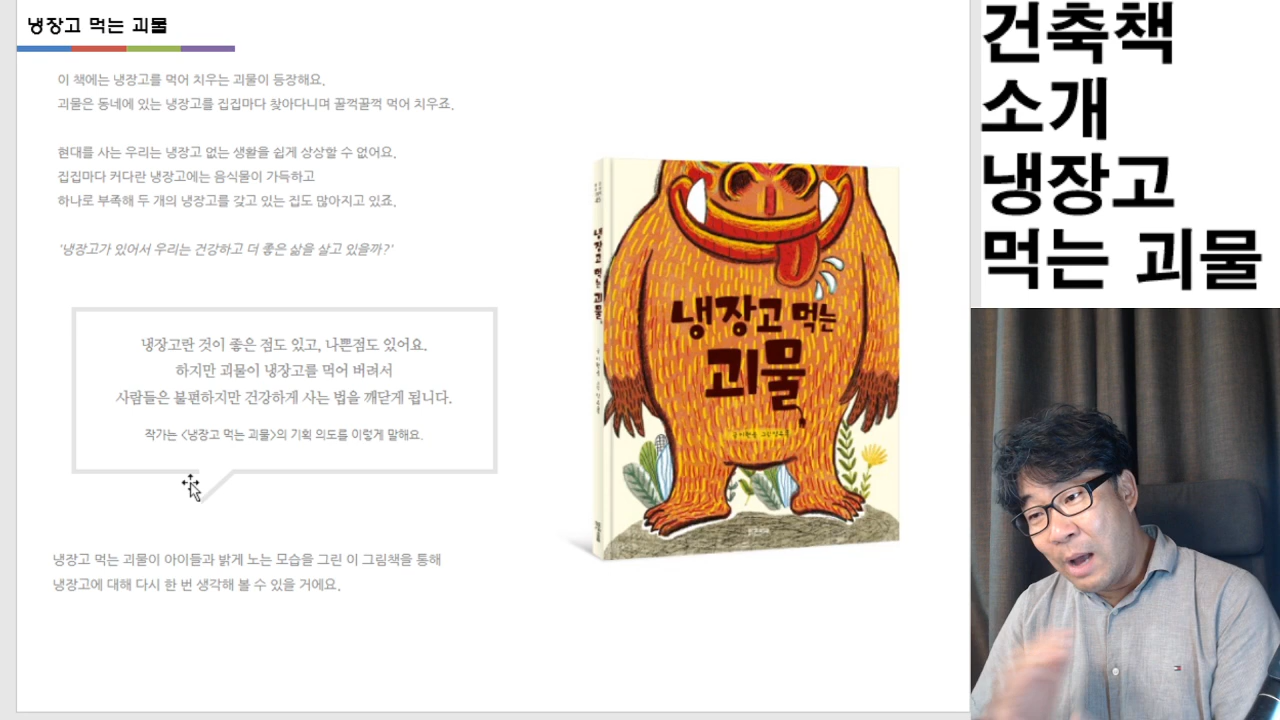 냉장고 먹는 괴물
이 책에는 냉장고를 먹어 치우는 괴물이 등장해요.
괴물은 동네에 있는 냉장고를 집집마다 찾아다니며 꿀꺽꿀꺽 먹어 치우죠.
현대를 사는 우리는 냉장고 없는 생활을 쉽게 상상할 수 없어요.
집집마다 커다란 냉장고에는 음식물이 가득하고
하나로 부족해 두 개의 냉장고를 갖고 있는 집도 많아지고 있죠.
'냉장고가 있어서 우리는 건강하고 더 좋은 삶을 살고 있을까?'
냉장고란 것이 좋은 점도 있고, 나쁜점도 있어요.
하지만 괴물이 냉장고를 먹어 버려서
사람들은 불편하지만 건강하게 사는 법을 깨닫게 됩니다.
작가는 <냉장고 먹는 괴물>의 기획 의도를 이렇게 말해요.
냉장고 먹는 괴물이 아이들과 밝게 노는 모습을 그린 이 그림책을 통해
냉장고에 대해 다시 한 번 생각해 볼 수 있을 거에요.
냉장고 먹는 괴물
냉장고 먹는
괴물
건축책
소개
냉장고
먹는 괴물